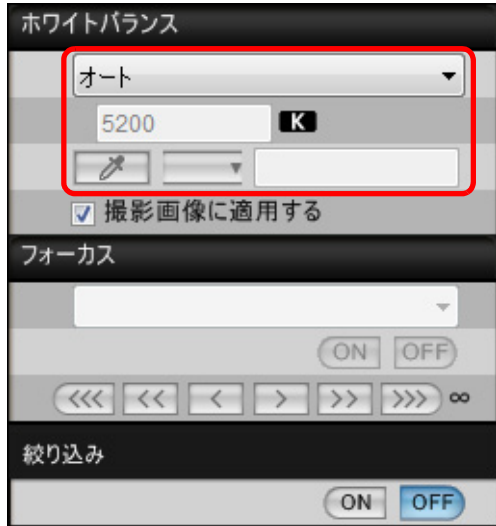 ホワイトバランス
オート
5200 K
撮影画像に適用する
フォーカス
ON OFF
<<< << < > >> >>> ∞
絞り込み
ON OFF